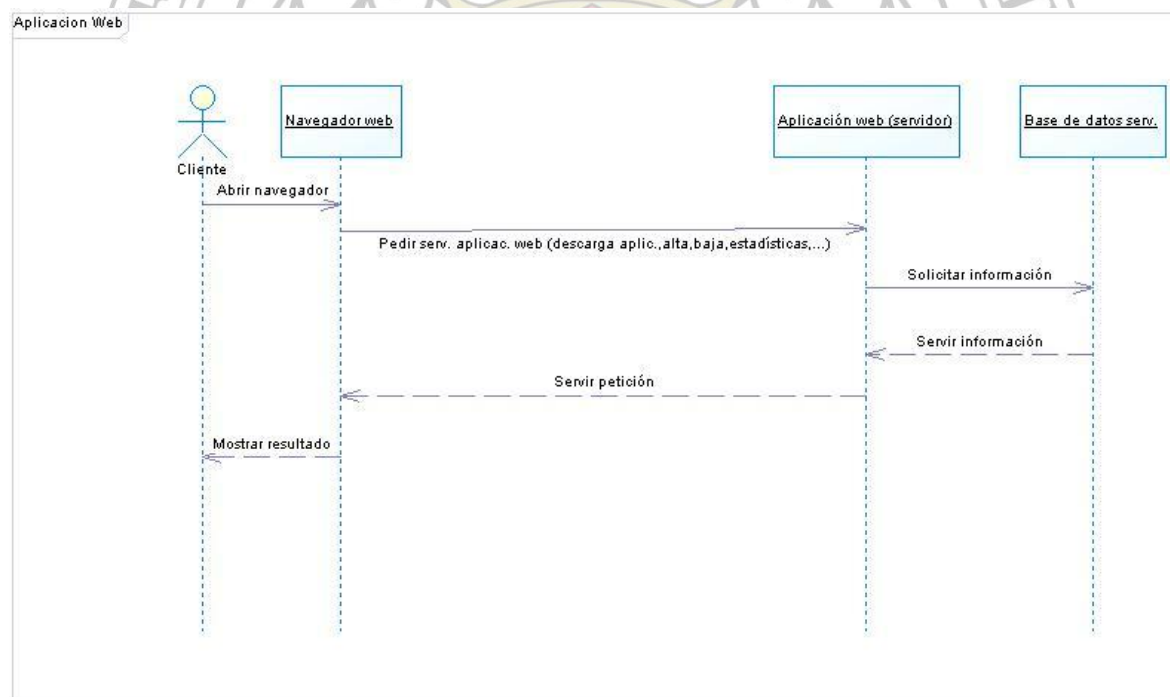 Aplicacion Web
Navegador web
Aplicación web (servidor)
Base de datos serv.
Cliente
Abrir navegador
Pedir serv. aplicac. web (descarga aplic.,alta,baja,estadísticas,...)
Solicitar información
Servir información
Servir petición
Mostrar resultado